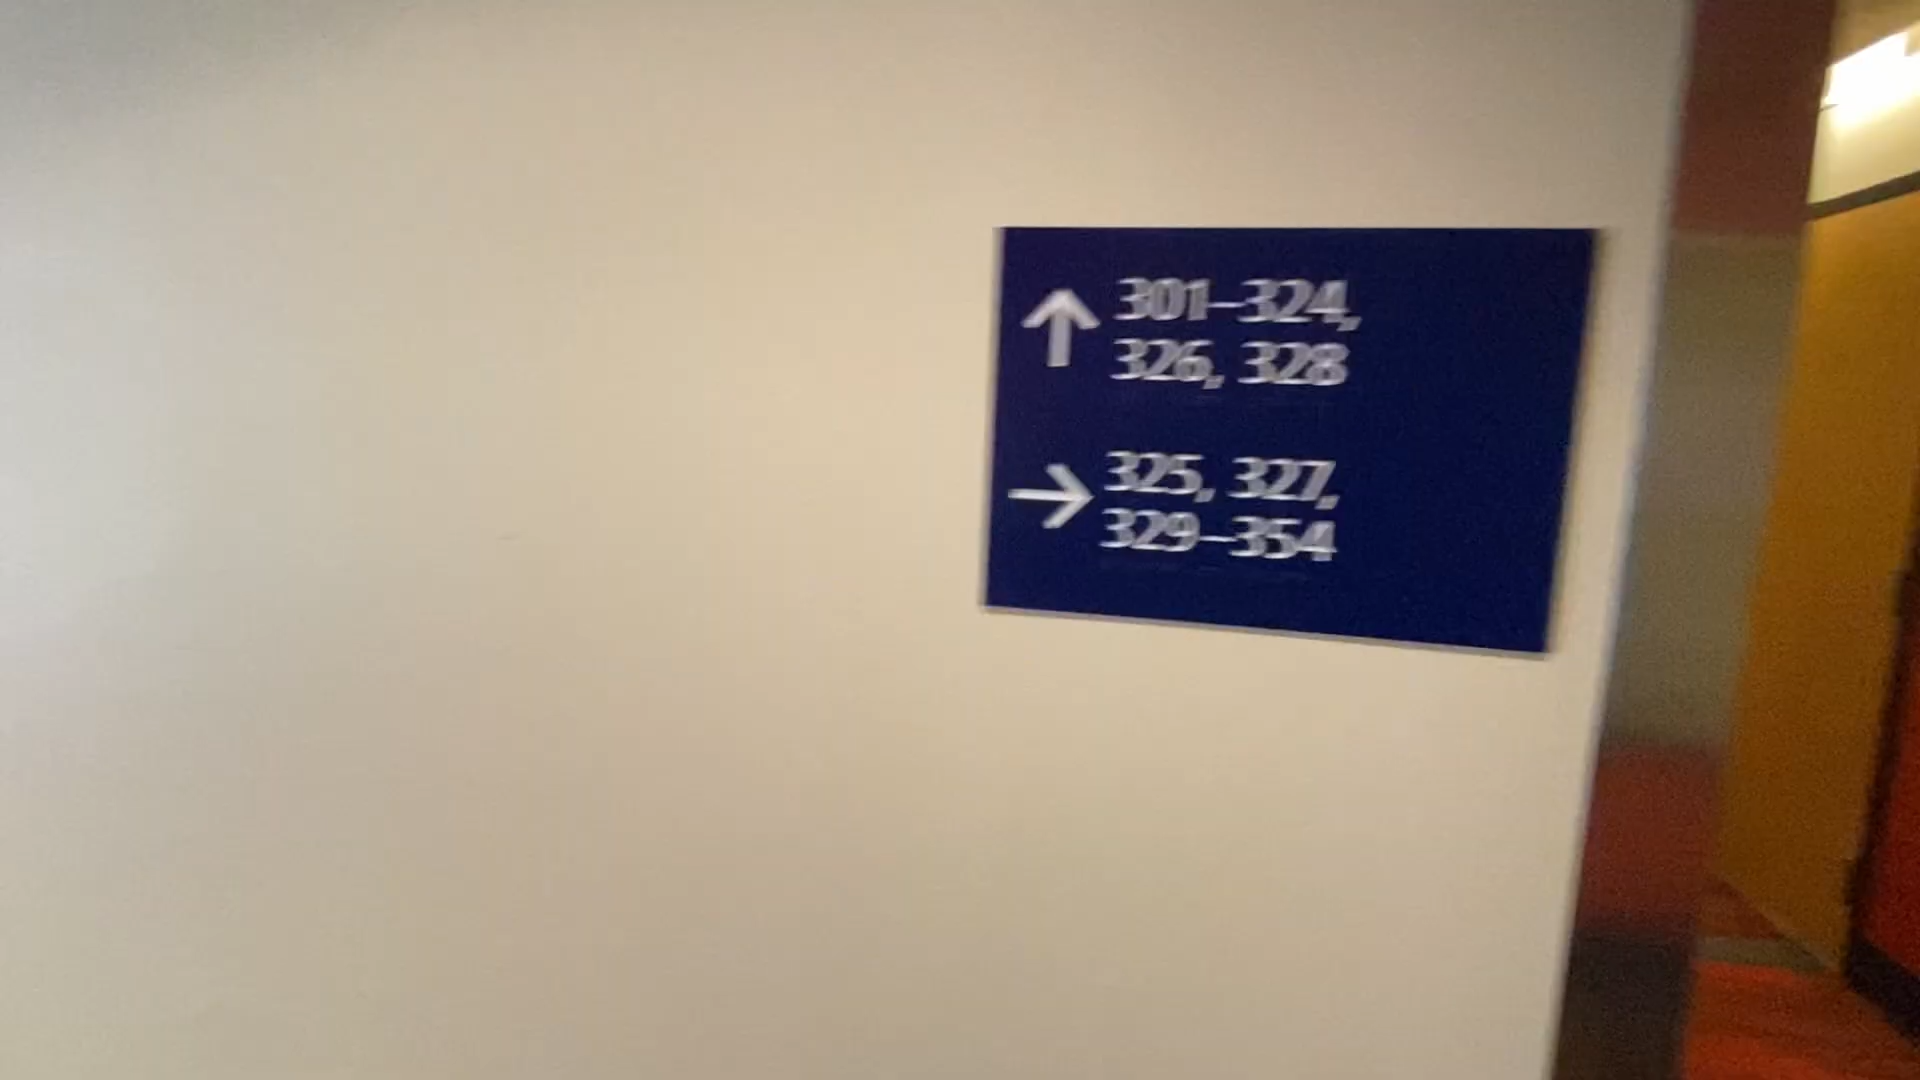 ↑ 301–324,
326, 328
→ 325, 327,
329–354